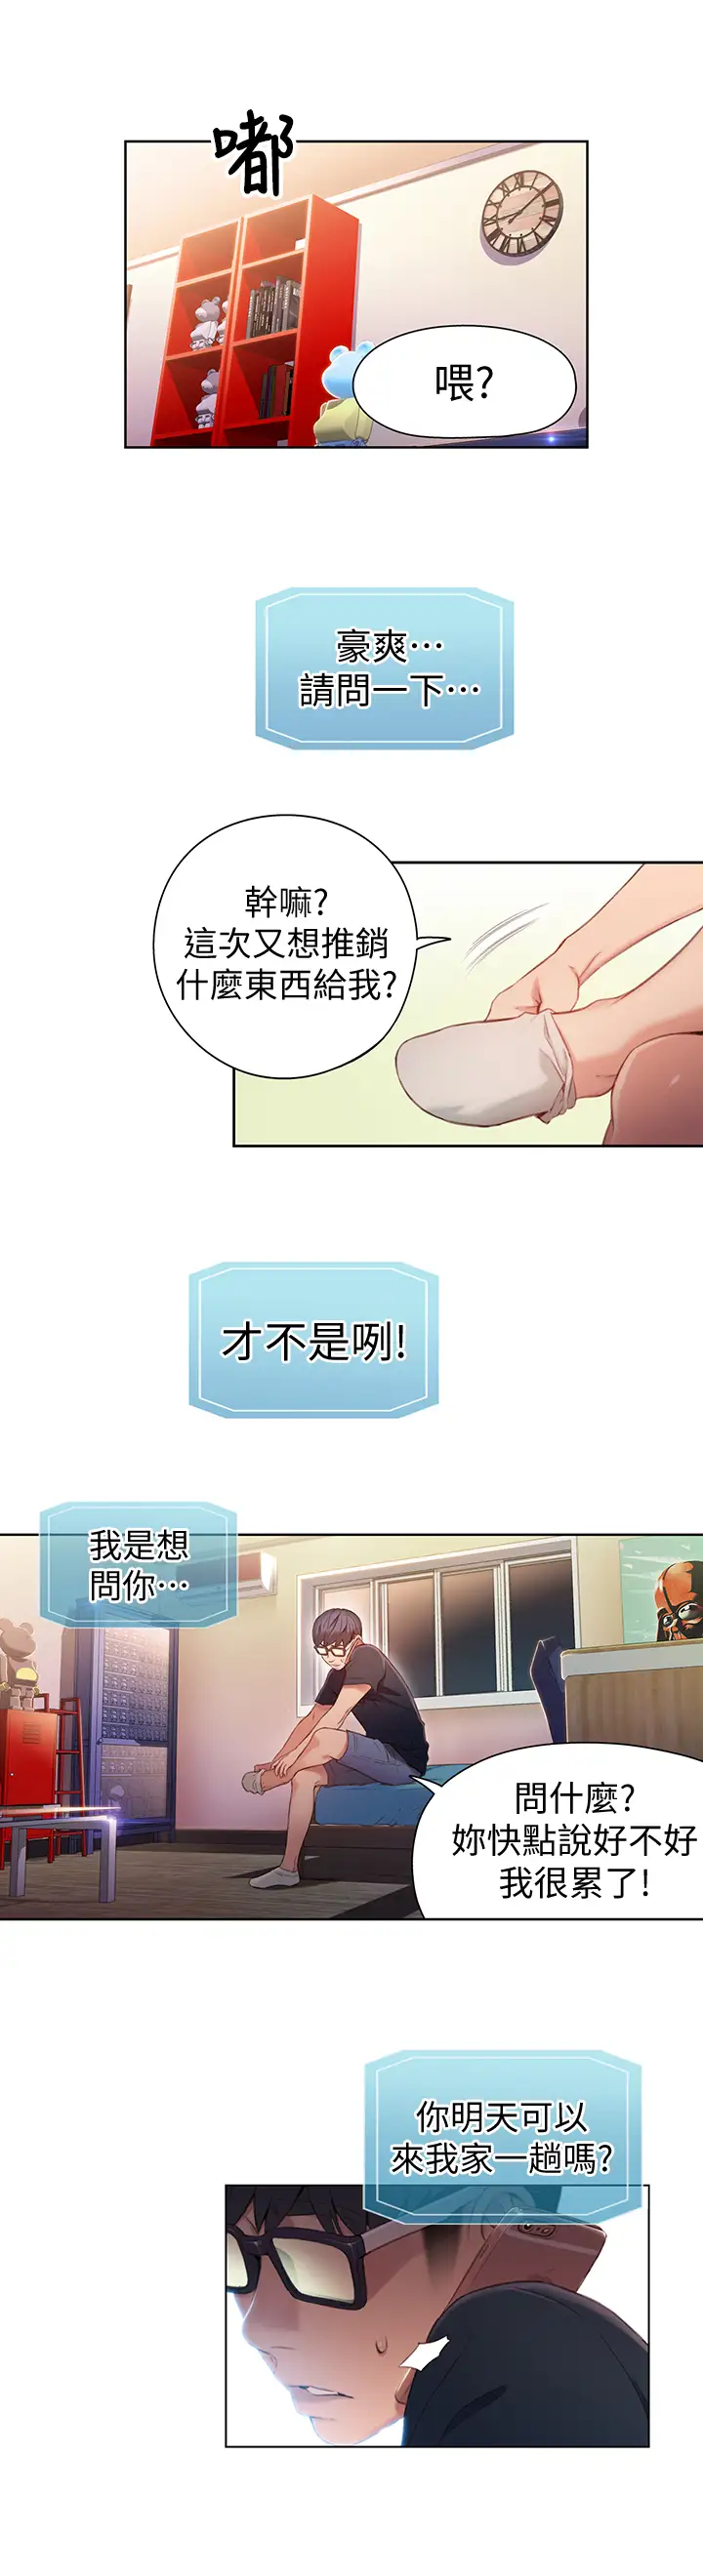 嘟
喂?
豪爽…
請問一下…
幹嘛?
這次又想推銷
什麼東西給我?
才不是咧!
我是想
問你…
問什麼?
妳快點說好不好
我很累了!
你明天可以
來我家一趟嗎?